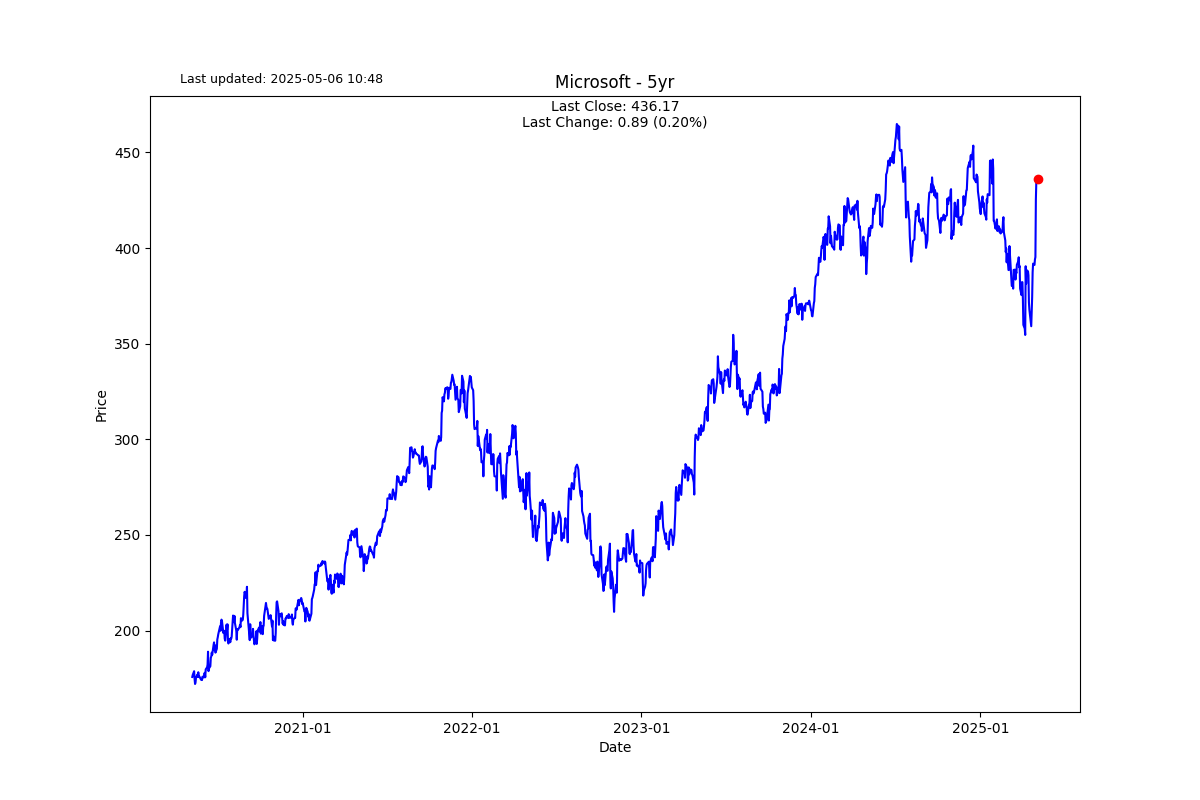 Last updated: 2025-05-06 10:48
Microsoft - 5yr
Last Close: 436.17
Last Change: 0.89 (0.20%)
450
400
350
300
250
200
Price
2021-01
2022-01
2023-01
2024-01
2025-01
Date